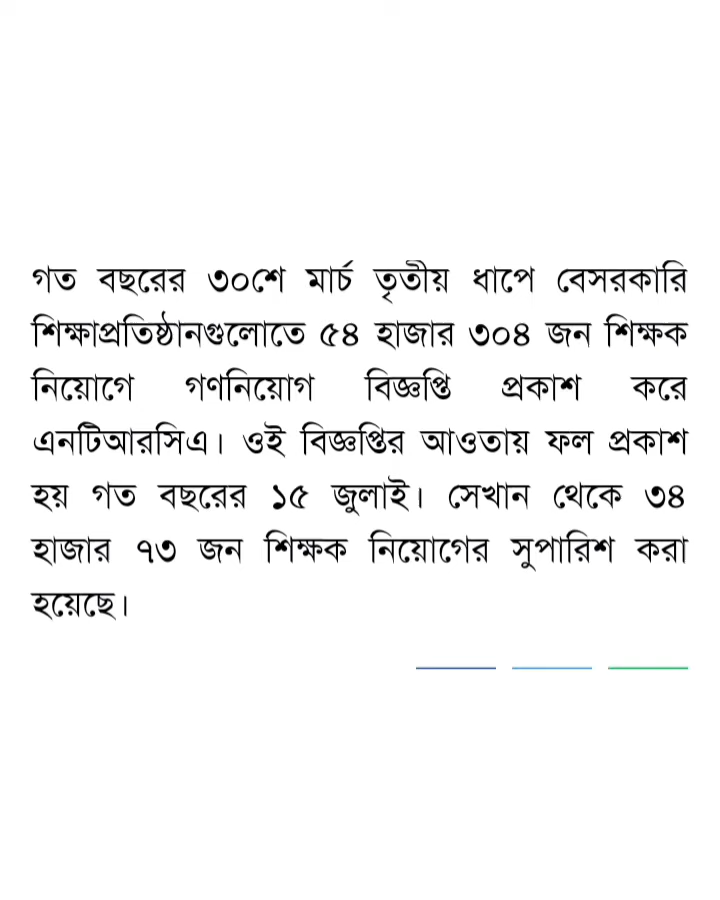 গত বছরের ৩০শে মার্চ তৃতীয় ধাপে বেসরকারি
শিক্ষাপ্রতিষ্ঠানগুলোতে ৫৪ হাজার ৩০৪ জন শিক্ষক
নিয়োগে গণনিয়োগ বিজ্ঞপ্তি প্রকাশ করে
এনটিআরসিএ। ওই বিজ্ঞপ্তির আওতায় ফল প্রকাশ
হয় গত বছরের ১৫ জুলাই। সেখান থেকে ৩৪
হাজার ৭৩ জন শিক্ষক নিয়োগের সুপারিশ করা
হয়েছে।